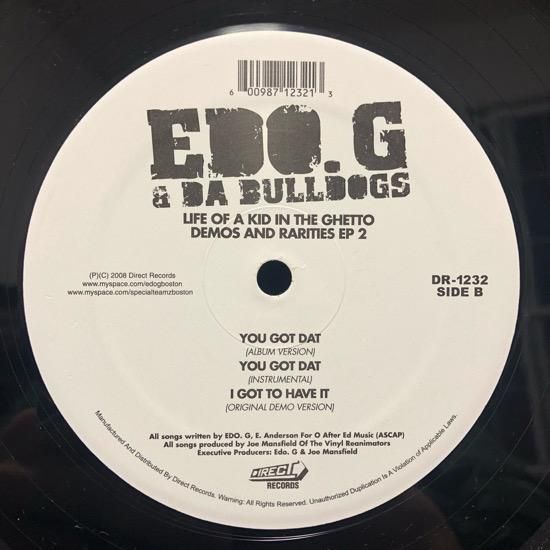 6 00987 12321 3
EDO. G
& DA BULLDOGS
LIFE OF A KID IN THE GHETTO
DEMOS AND RARITIES EP 2
(P)(C) 2008 Direct Records
www.myspace.com/edogboston
www.myspace.com/specialteamzboston
DR-1232
SIDE B
YOU GOT DAT
(ALBUM VERSION)
YOU GOT DAT
(INSTRUMENTAL)
I GOT TO HAVE IT
(ORIGINAL DEMO VERSION)
All songs written by EDO. G, E. Anderson For O After Ed Music (ASCAP)
All songs produced by Joe Mansfield Of The Vinyl Reanimators
Executive Producers: Edo. G & Joe Mansfield
DIRECT
RECORDS
Manufactured And Distributed By Direct Records. Warning: All Rights Reserved. Unauthorized Duplication Is A Violation of Applicable Laws.